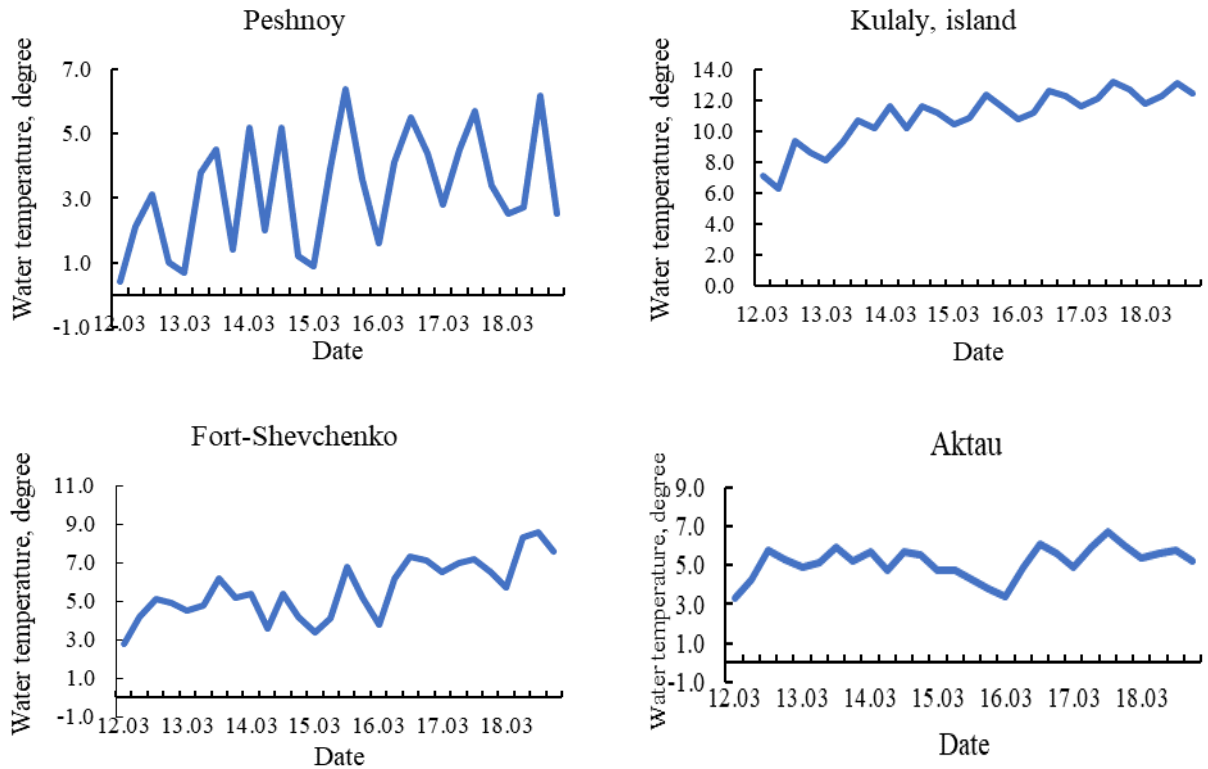 Peshnoy
Water temperature, degree
7.0
5.0
3.0
1.0
-1.0
12.03 13.03 14.03 15.03 16.03 17.03 18.03
Date
Kulaly, island
Water temperature, degree
14.0
12.0
10.0
8.0
6.0
4.0
2.0
0.0
12.03 13.03 14.03 15.03 16.03 17.03 18.03
Date
Fort-Shevchenko
Water temperature, degree
11.0
9.0
7.0
5.0
3.0
1.0
-1.0
12.03 13.03 14.03 15.03 16.03 17.03 18.03
Date
Aktau
Water temperature, degree
9.0
7.0
5.0
3.0
1.0
-1.0
12.03 13.03 14.03 15.03 16.03 17.03 18.03
Date